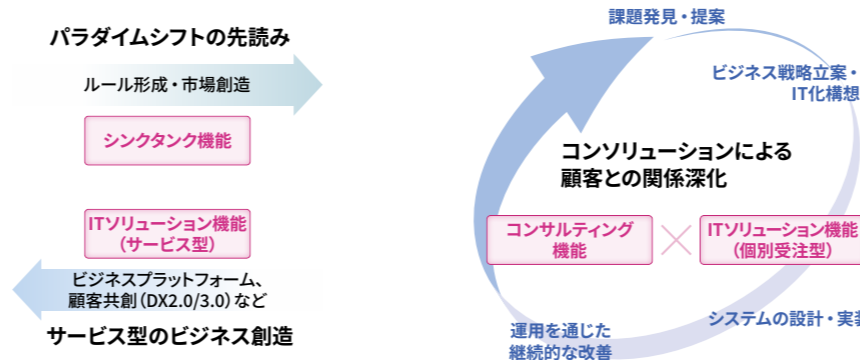 パラダイムシフトの先読み
ルール形成・市場創造
シンクタンク機能
ITソリューション機能
（サービス型）
ビジネスプラットフォーム、
顧客共創（DX2.0/3.0）など
サービス型のビジネス創造
課題発見・提案
ビジネス戦略立案・
IT化構想
コンソリューションによる
顧客との関係深化
コンサルティング
機能
ITソリューション機能
（個別受注型）
システムの設計・実
運用を通じた
継続的な改善